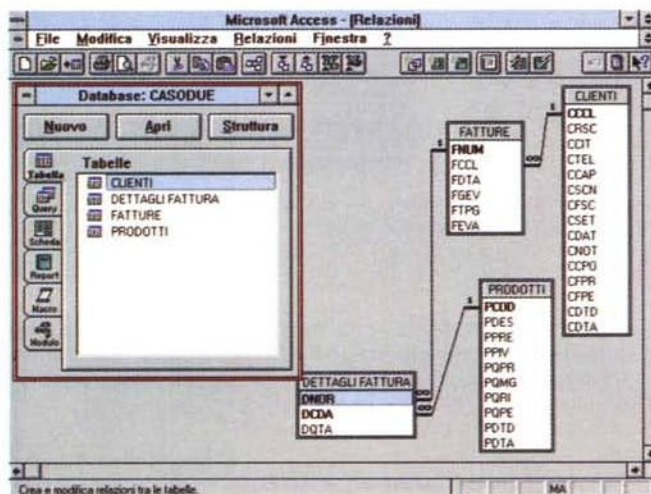 Microsoft Access - [Relazioni]
File Modifica Visualizza Relazioni Finestra ?
Database: CASODUE
Nuovo Apri Struttura
Tabella
Query
Scheda
Report
Macro
Modulo
Tabelle
CLIENTI
DETTAGLI FATTURA
FATTURE
PRODOTTI
FATTURE
FNUM
FCCL
FDTA
FGEV
FTPG
FEVA
CLIENTI
CCCL
CRSC
CCIT
CTEL
CCAP
CSCN
CFSC
CSET
CDAT
CNOT
CCPO
CFPR
CFPE
CDTD
CDTA
PRODOTTI
PCOD
PDES
PPRE
PPIV
PQPR
PQMG
PQRI
PQPE
PDTD
PDTA
DETTAGLI FATTURA
DNOR
DCDA
DQTA
Crea e modifica relazioni tra le tabelle.
MA